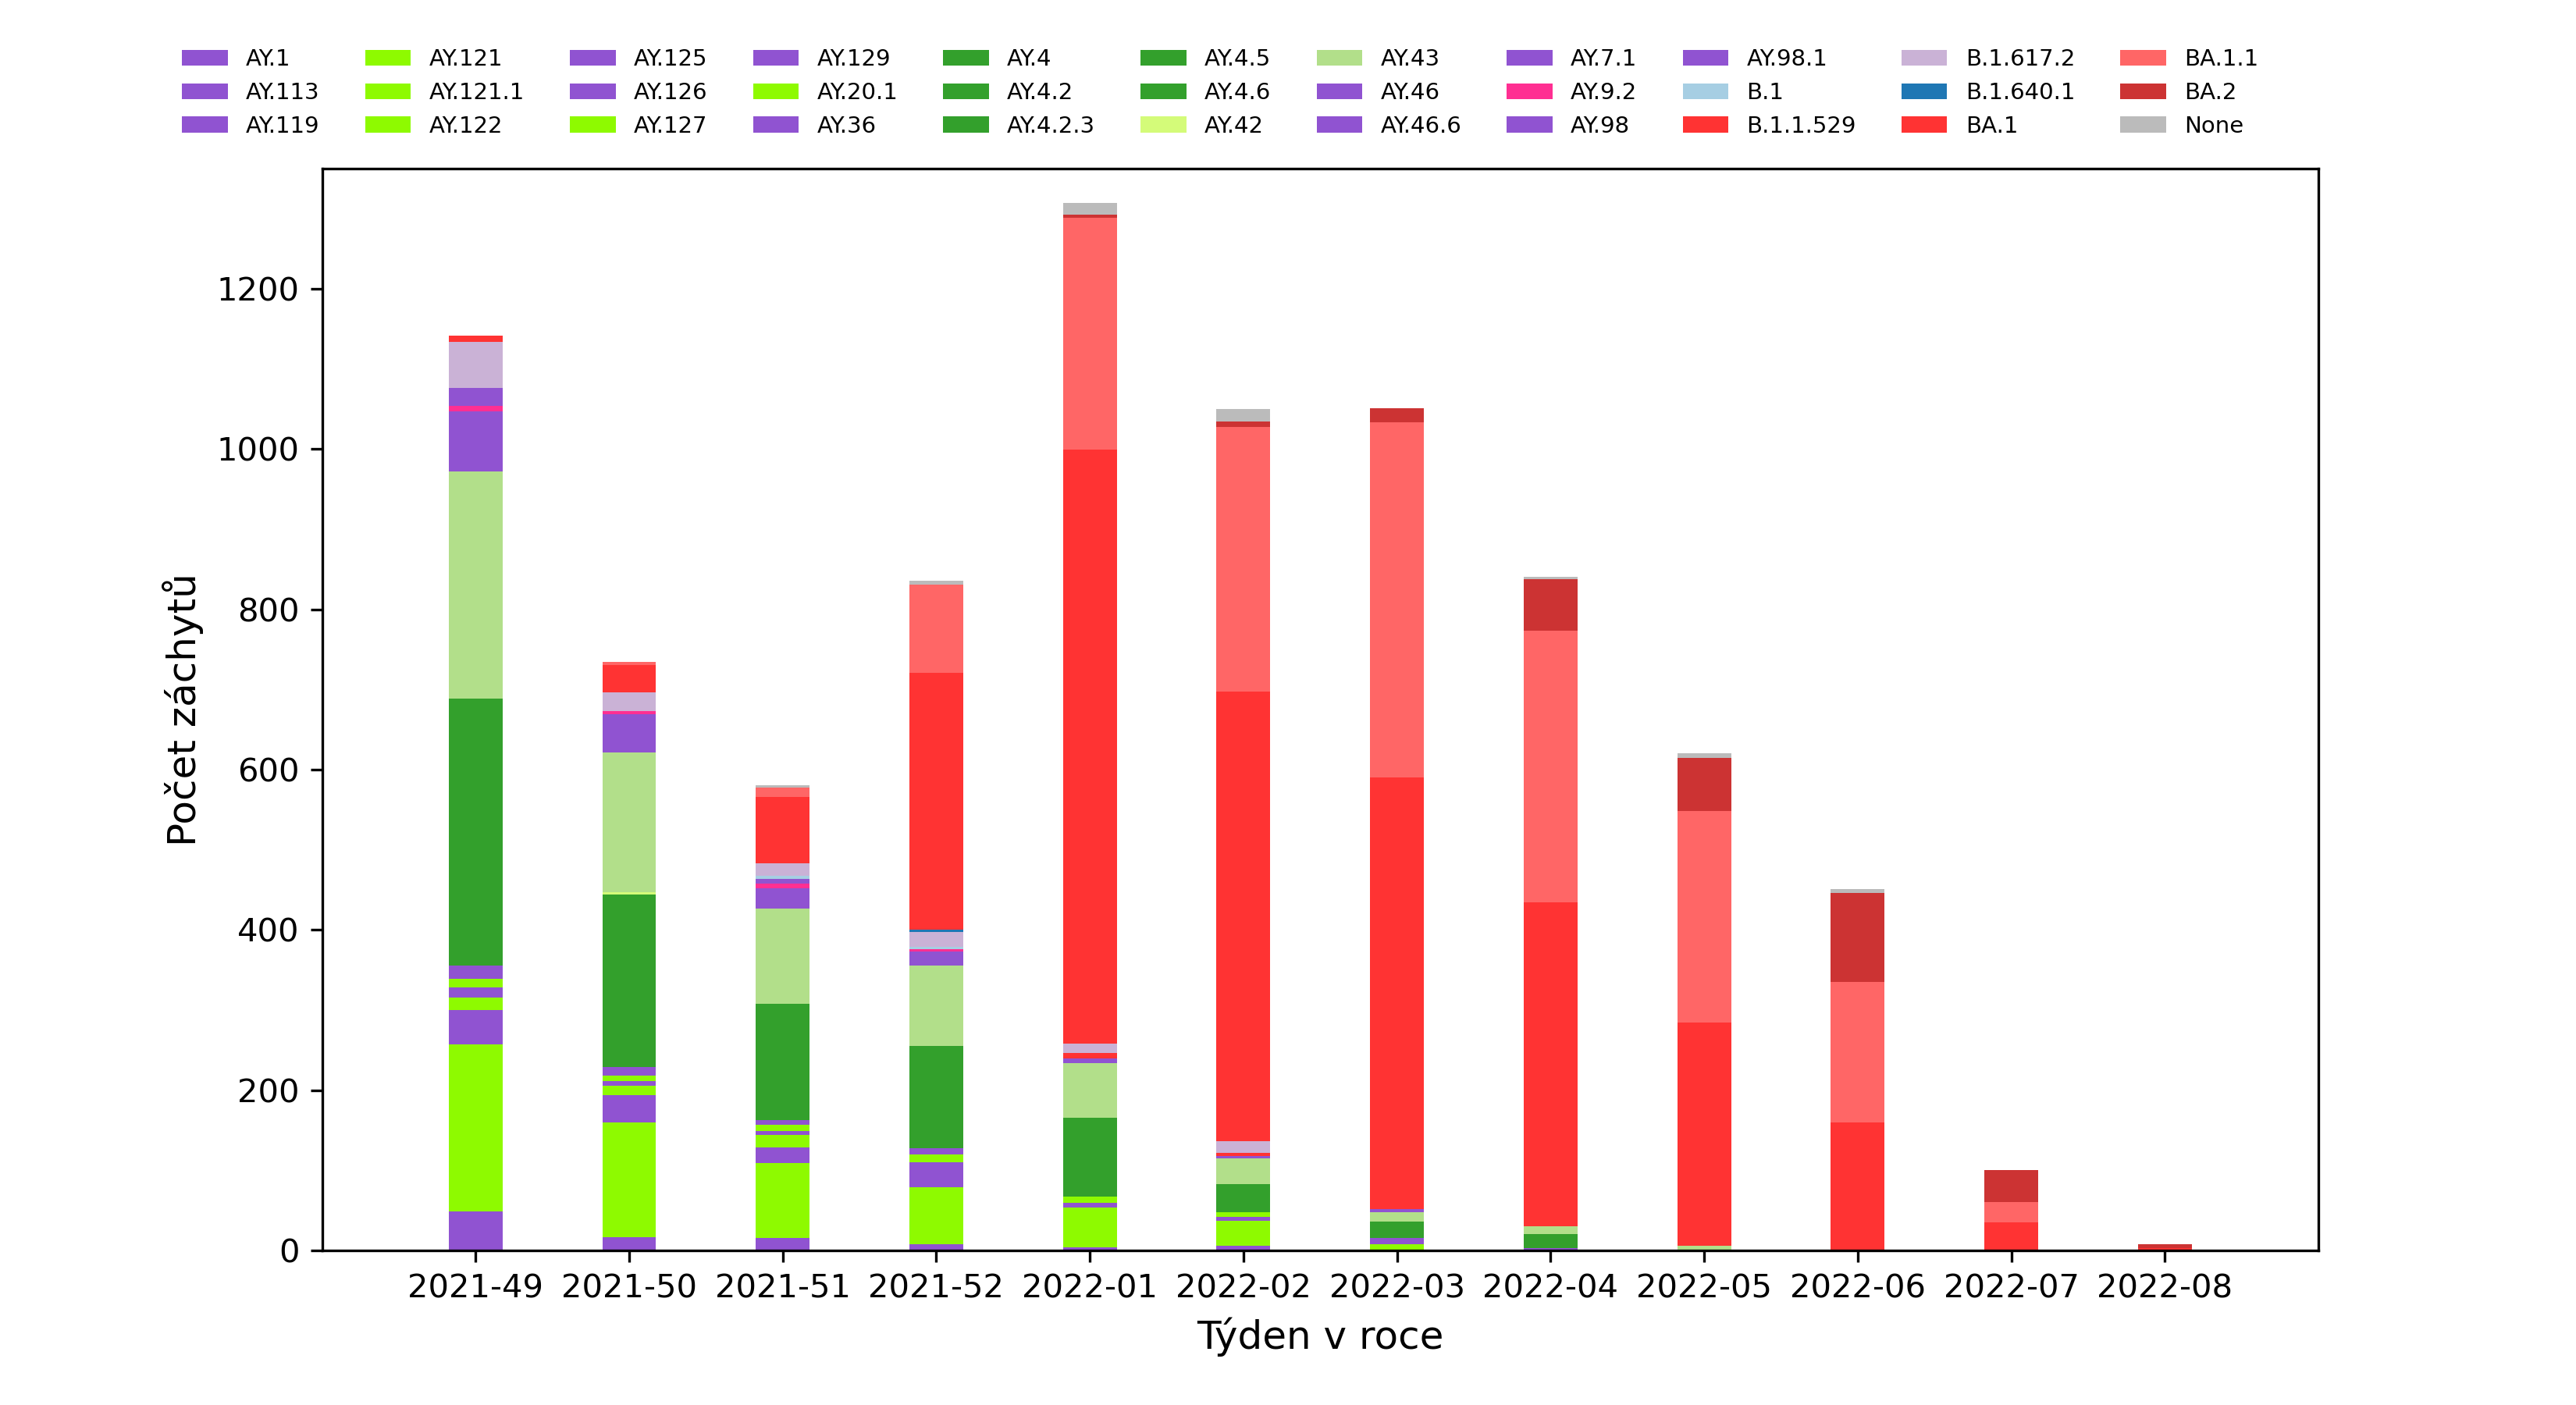 AY.1 AY.121 AY.125 AY.129 AY.4 AY.4.5 AY.43 AY.7.1 AY.98.1 B.1.617.2 BA.1.1
AY.113 AY.121.1 AY.126 AY.20.1 AY.4.2 AY.4.6 AY.46 AY.9.2 B.1 B.1.640.1 BA.2
AY.119 AY.122 AY.127 AY.36 AY.4.2.3 AY.42 AY.46.6 AY.98 B.1.1.529 BA.1 None
1200
1000
800
600
400
200
0
Počet záchytů
2021-49 2021-50 2021-51 2021-52 2022-01 2022-02 2022-03 2022-04 2022-05 2022-06 2022-07 2022-08
Týden v roce